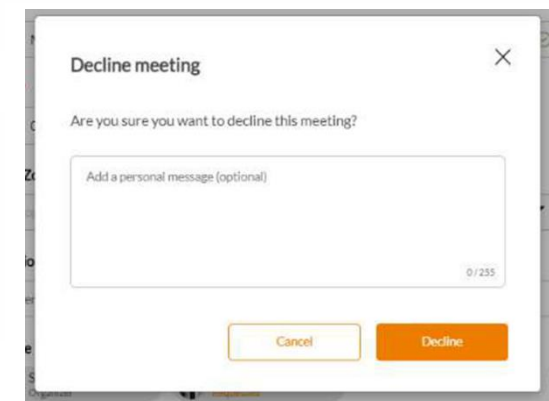 Decline meeting
Are you sure you want to decline this meeting?
Add a personal message (optional)
0/255
Cancel
Decline